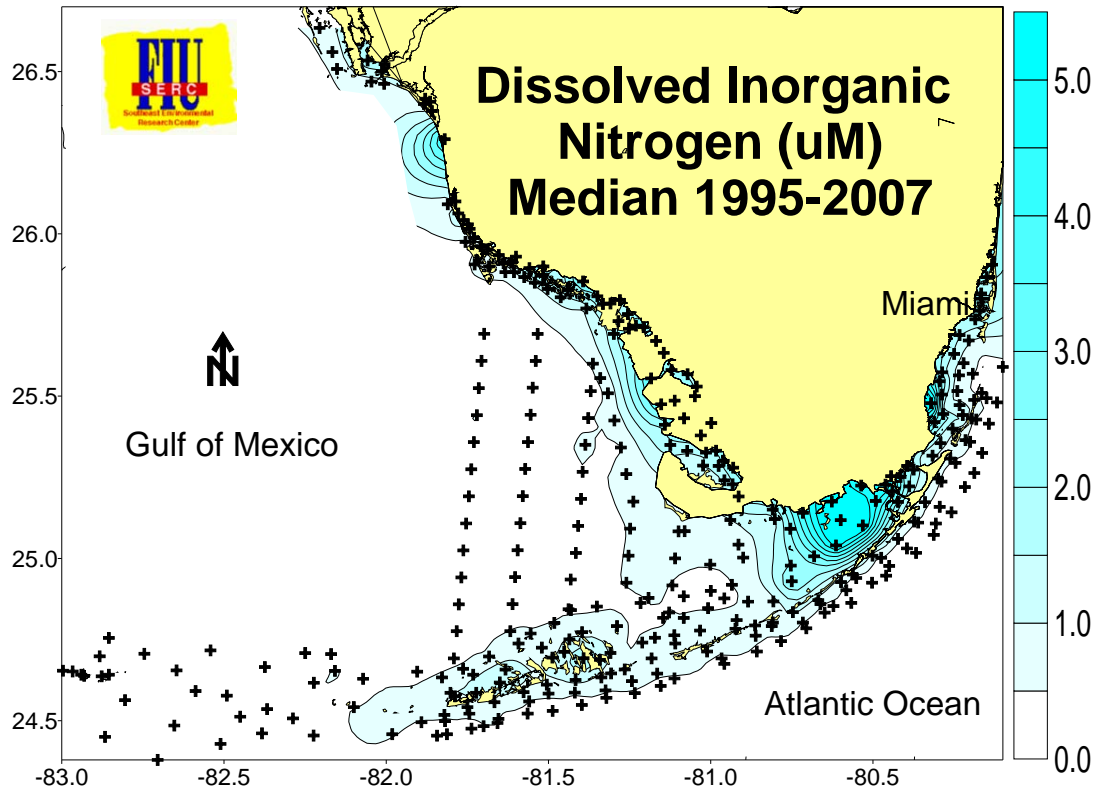 FIU
SERC
Southeast Environmental
Research Center
Dissolved Inorganic
Nitrogen (uM)
Median 1995-2007
Miami
N
Gulf of Mexico
Atlantic Ocean
26.5
26.0
25.5
25.0
24.5
-83.0
-82.5
-82.0
-81.5
-81.0
-80.5
5.0
4.0
3.0
2.0
1.0
0.0